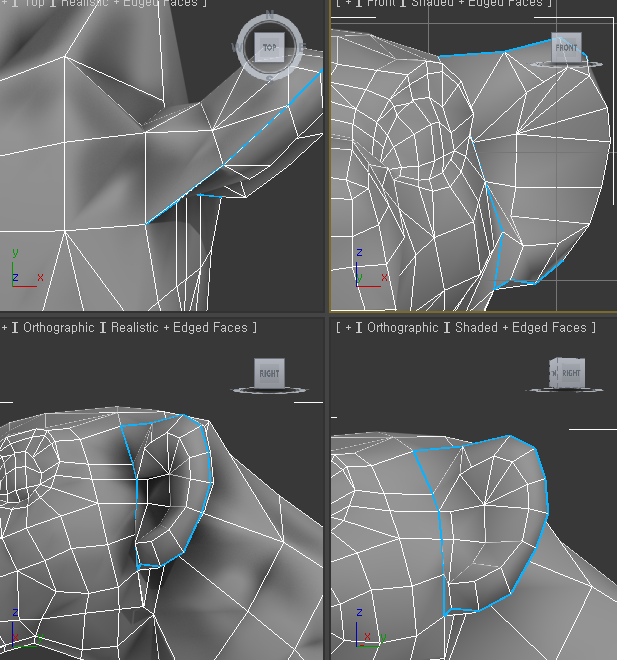 + I Top I Realistic + Edged Faces ]
[ + I Front I Shaded + Edged Faces ]
N
W TOP E
S
FRONT
y
z x
z
y x
+ I Orthographic I Realistic + Edged Faces ]
[ + I Orthographic I Shaded + Edged Faces ]
RIGHT
N RIGHT
z
z
x y